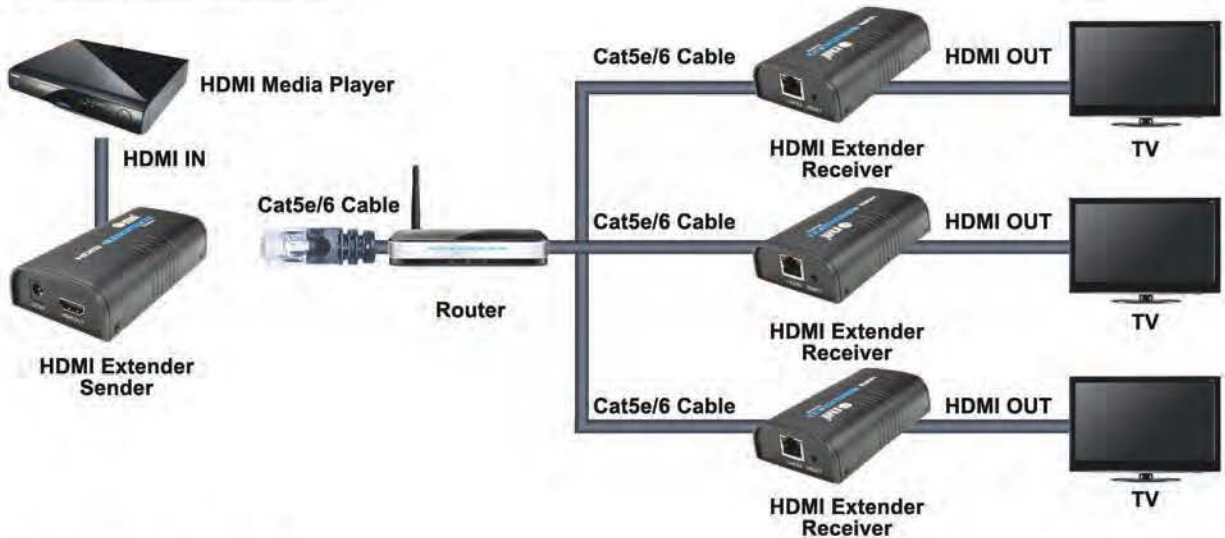 HDMI Media Player
HDMI IN
HDMI Extender
Sender
Cat5e/6 Cable
Router
Cat5e/6 Cable
HDMI OUT
HDMI Extender
Receiver
TV
Cat5e/6 Cable
HDMI OUT
HDMI Extender
Receiver
TV
Cat5e/6 Cable
HDMI OUT
HDMI Extender
Receiver
TV